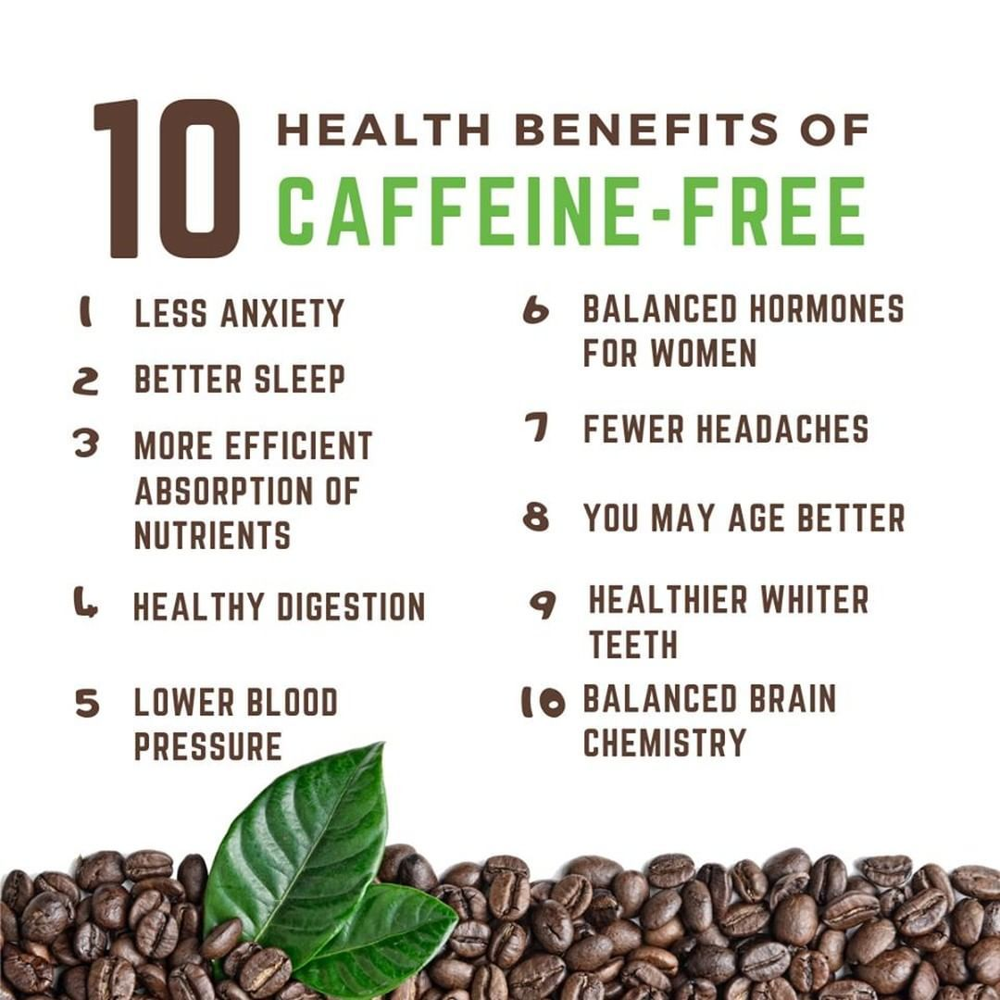 10 HEALTH BENEFITS OF
CAFFEINE-FREE
1 LESS ANXIETY
2 BETTER SLEEP
3 MORE EFFICIENT
ABSORPTION OF
NUTRIENTS
4 HEALTHY DIGESTION
5 LOWER BLOOD
PRESSURE
6 BALANCED HORMONES
FOR WOMEN
7 FEWER HEADACHES
8 YOU MAY AGE BETTER
9 HEALTHIER WHITER
TEETH
10 BALANCED BRAIN
CHEMISTRY